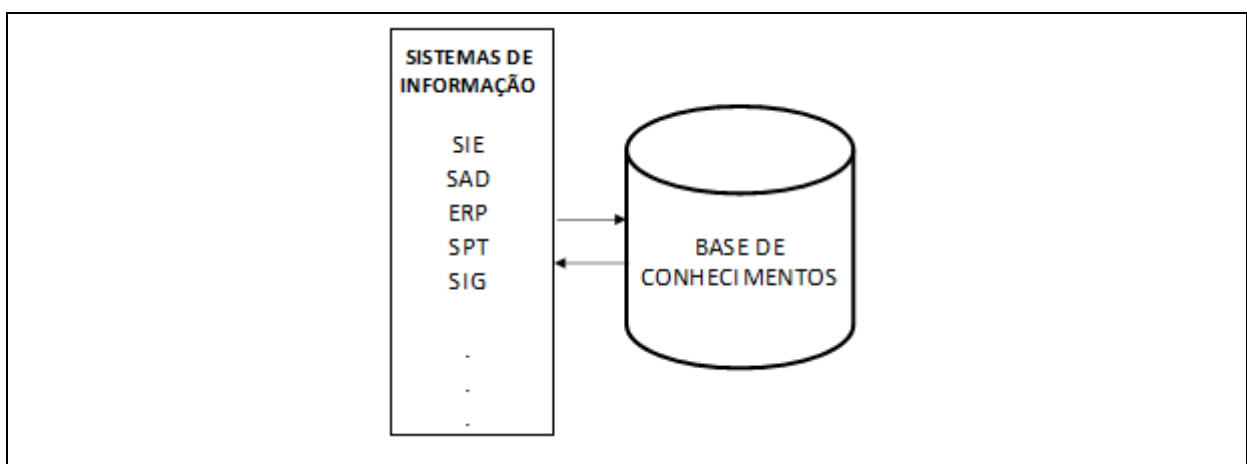 SISTEMAS DE
INFORMAÇÃO
SIE
SAD
ERP
SPT
SIG
.
.
.
BASE DE
CONHECIMENTOS